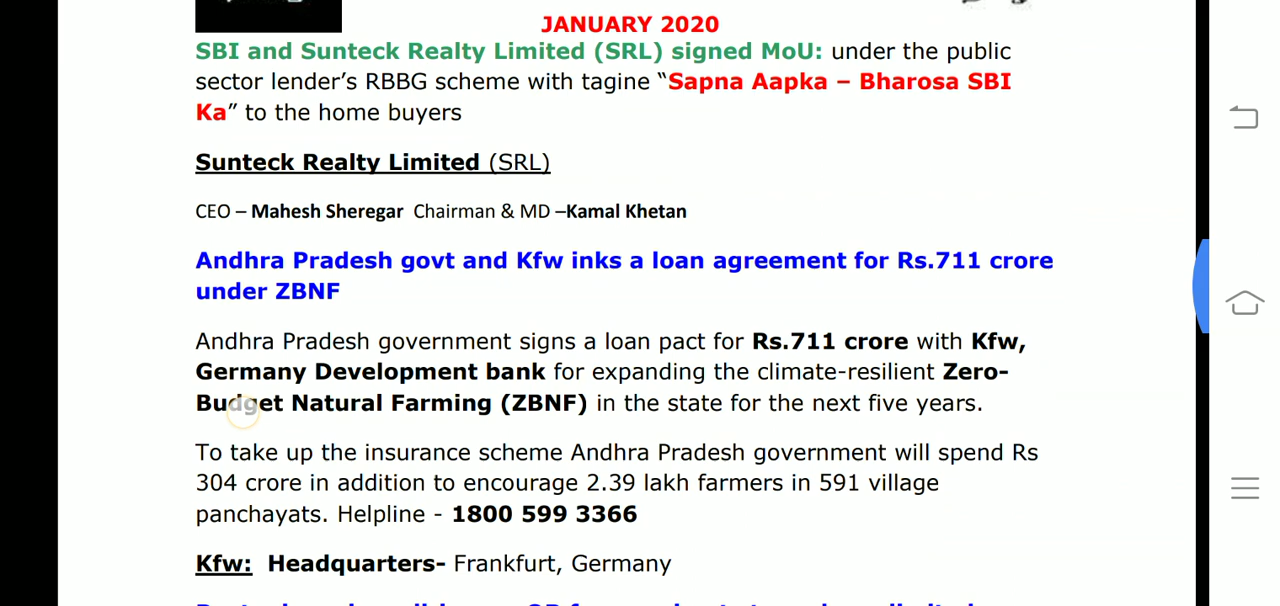 JANUARY 2020
SBI and Sunteck Realty Limited (SRL) signed MoU: under the public
sector lender’s RBBG scheme with tagine “Sapna Aapka – Bharosa SBI
Ka” to the home buyers
Sunteck Realty Limited (SRL)
CEO – Mahesh Sheregar Chairman & MD –Kamal Khetan
Andhra Pradesh govt and Kfw inks a loan agreement for Rs.711 crore
under ZBNF
Andhra Pradesh government signs a loan pact for Rs.711 crore with Kfw,
Germany Development bank for expanding the climate-resilient Zero-
Budget Natural Farming (ZBNF) in the state for the next five years.
To take up the insurance scheme Andhra Pradesh government will spend Rs
304 crore in addition to encourage 2.39 lakh farmers in 591 village
panchayats. Helpline - 1800 599 3366
Kfw: Headquarters- Frankfurt, Germany